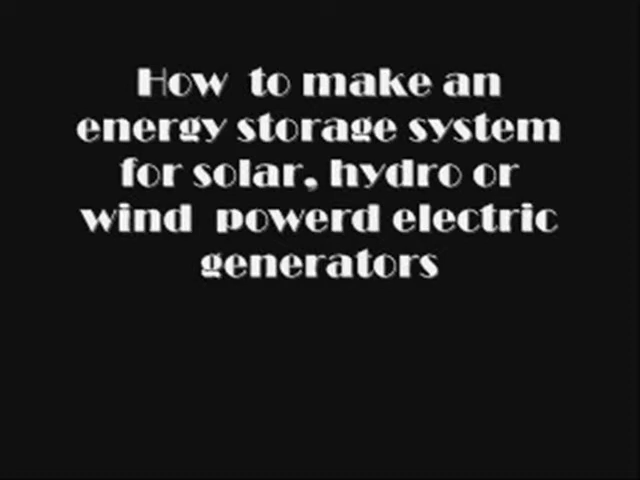 How to make an
energy storage system
for solar, hydro or
wind powerd electric
generators